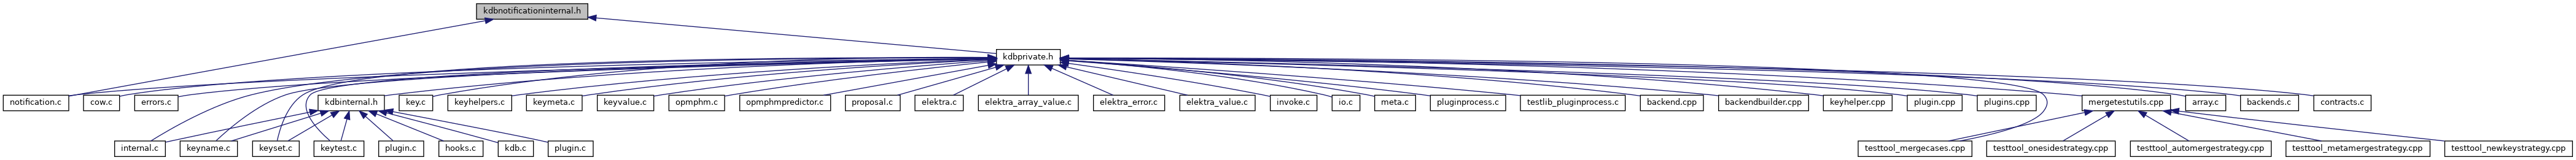 kdbnotificationinternal.h
kdbprivate.h
notification.c
cow.c
errors.c
kdbinternal.h
key.c
keyhelpers.c
keymeta.c
keyvalue.c
opmphm.c
opmphmpredictor.c
proposal.c
elektra.c
elektra_array_value.c
elektra_error.c
elektra_value.c
invoke.c
io.c
meta.c
pluginprocess.c
testlib_pluginprocess.c
backend.cpp
backendbuilder.cpp
keyhelper.cpp
plugin.cpp
plugins.cpp
mergetestutils.cpp
array.c
backends.c
contracts.c
internal.c
keyname.c
keyset.c
keytest.c
plugin.c
hooks.c
kdb.c
plugin.c
testtool_mergecases.cpp
testtool_onesidestrategy.cpp
testtool_automergestrategy.cpp
testtool_metamergestrategy.cpp
testtool_newkeystrategy.cpp